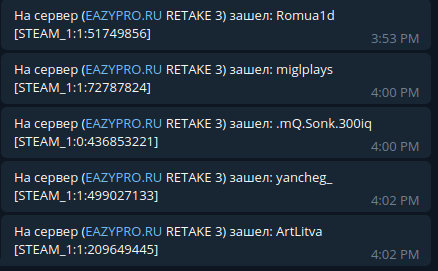 На сервер (EAZYPRO.RU RETAKE 3) зашел: Romua1d
[STEAM_1:1:51749856]
3:53 PM
На сервер (EAZYPRO.RU RETAKE 3) зашел: miglplays
[STEAM_1:1:72787824]
4:00 PM
На сервер (EAZYPRO.RU RETAKE 3) зашел: .mQ.Sonk.300iq
[STEAM_1:0:436853221]
4:00 PM
На сервер (EAZYPRO.RU RETAKE 3) зашел: yancheg_
[STEAM_1:1:499027133]
4:02 PM
На сервер (EAZYPRO.RU RETAKE 3) зашел: ArtLitva
[STEAM_1:1:209649445]
4:02 PM